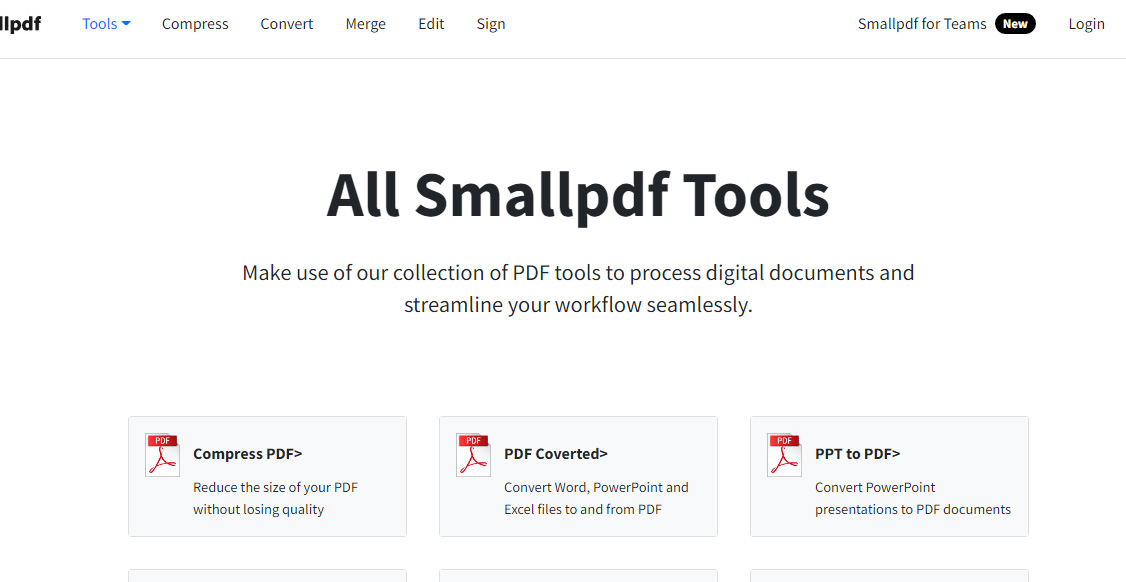 llpdf Tools Compress Convert Merge Edit Sign Smallpdf for Teams New Login
All Smallpdf Tools
Make use of our collection of PDF tools to process digital documents and
streamline your workflow seamlessly.
PDF
Compress PDF>
Reduce the size of your PDF
without losing quality
PDF
PDF Coverted>
Convert Word, PowerPoint and
Excel files to and from PDF
PDF
PPT to PDF>
Convert PowerPoint
presentations to PDF documents